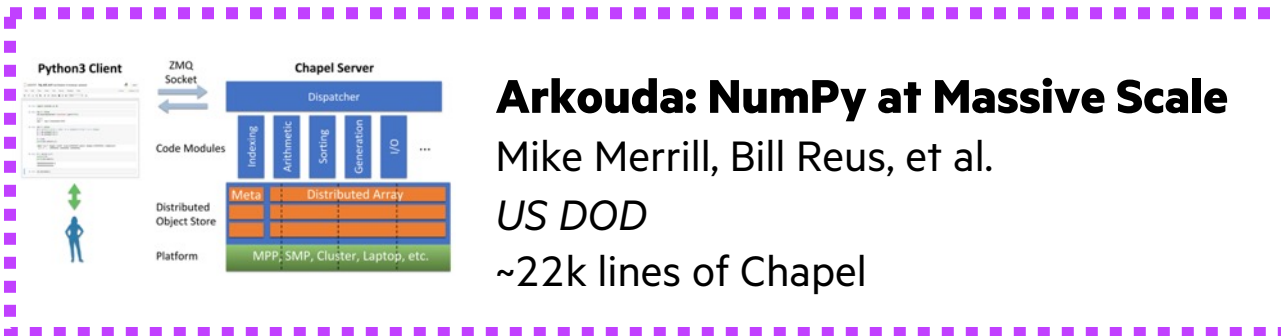 Python3 Client
ZMQ
Socket
Chapel Server
Dispatcher
Code Modules
Indexing
Arithmetic
Sorting
Generation
I/O
...
Meta
Distributed Array
Distributed
Object Store
Platform
MPP, SMP, Cluster, Laptop, etc.
Arkouda: NumPy at Massive Scale
Mike Merrill, Bill Reus, et al.
US DOD
~22k lines of Chapel